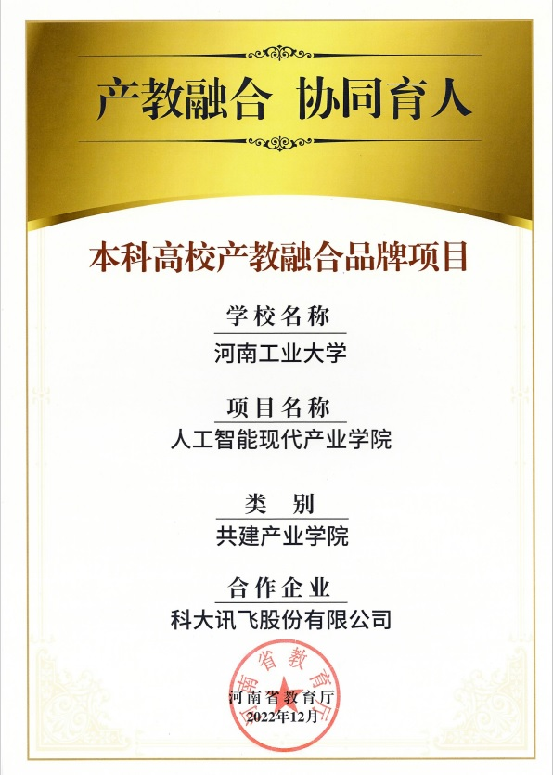 产教融合 协同育人
本科高校产教融合品牌项目
学校名称
河南工业大学
项目名称
人工智能现代产业学院
类 别
共建产业学院
合作企业
科大讯飞股份有限公司
河南省教育厅
河南省教育厅
2022年12月